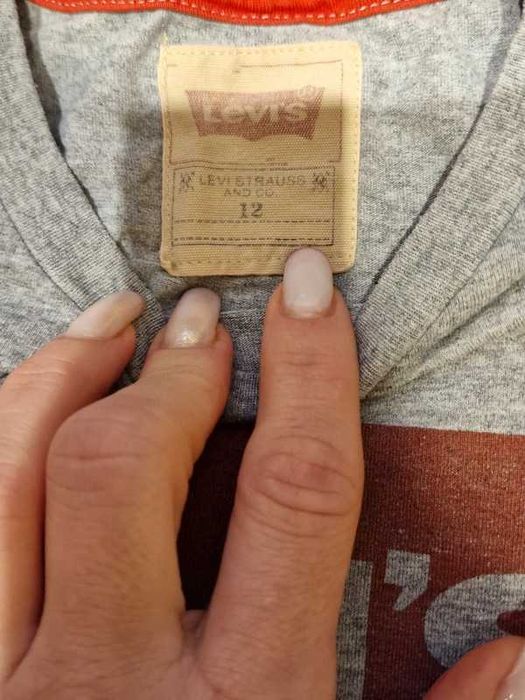 LEVI'S
LEVI STRAUSS
AND CO.
12
's